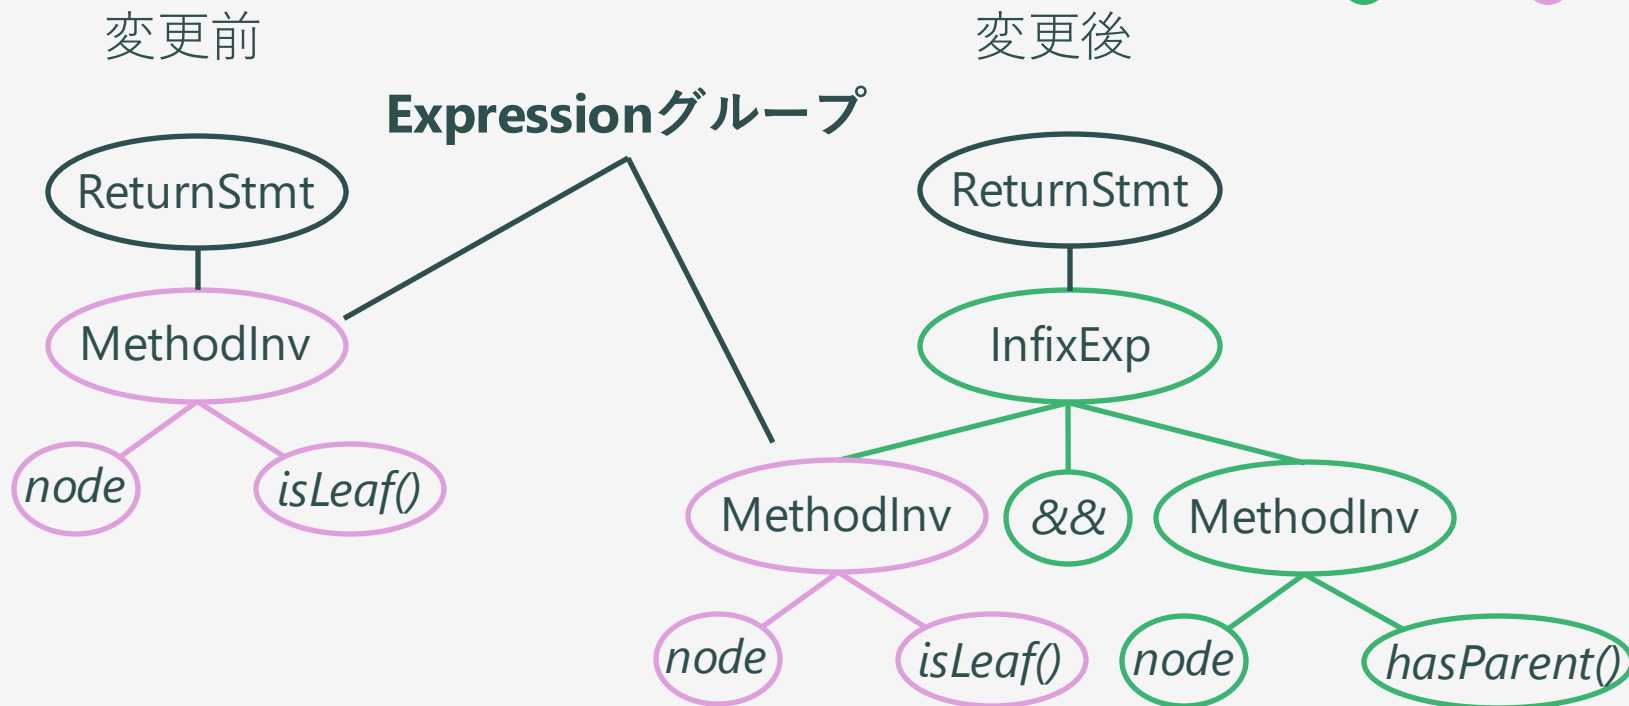 変更前
変更後
Expressionグループ
ReturnStmt
ReturnStmt
MethodInv
InfixExp
node
isLeaf()
MethodInv
&&
MethodInv
node
isLeaf()
node
hasParent()